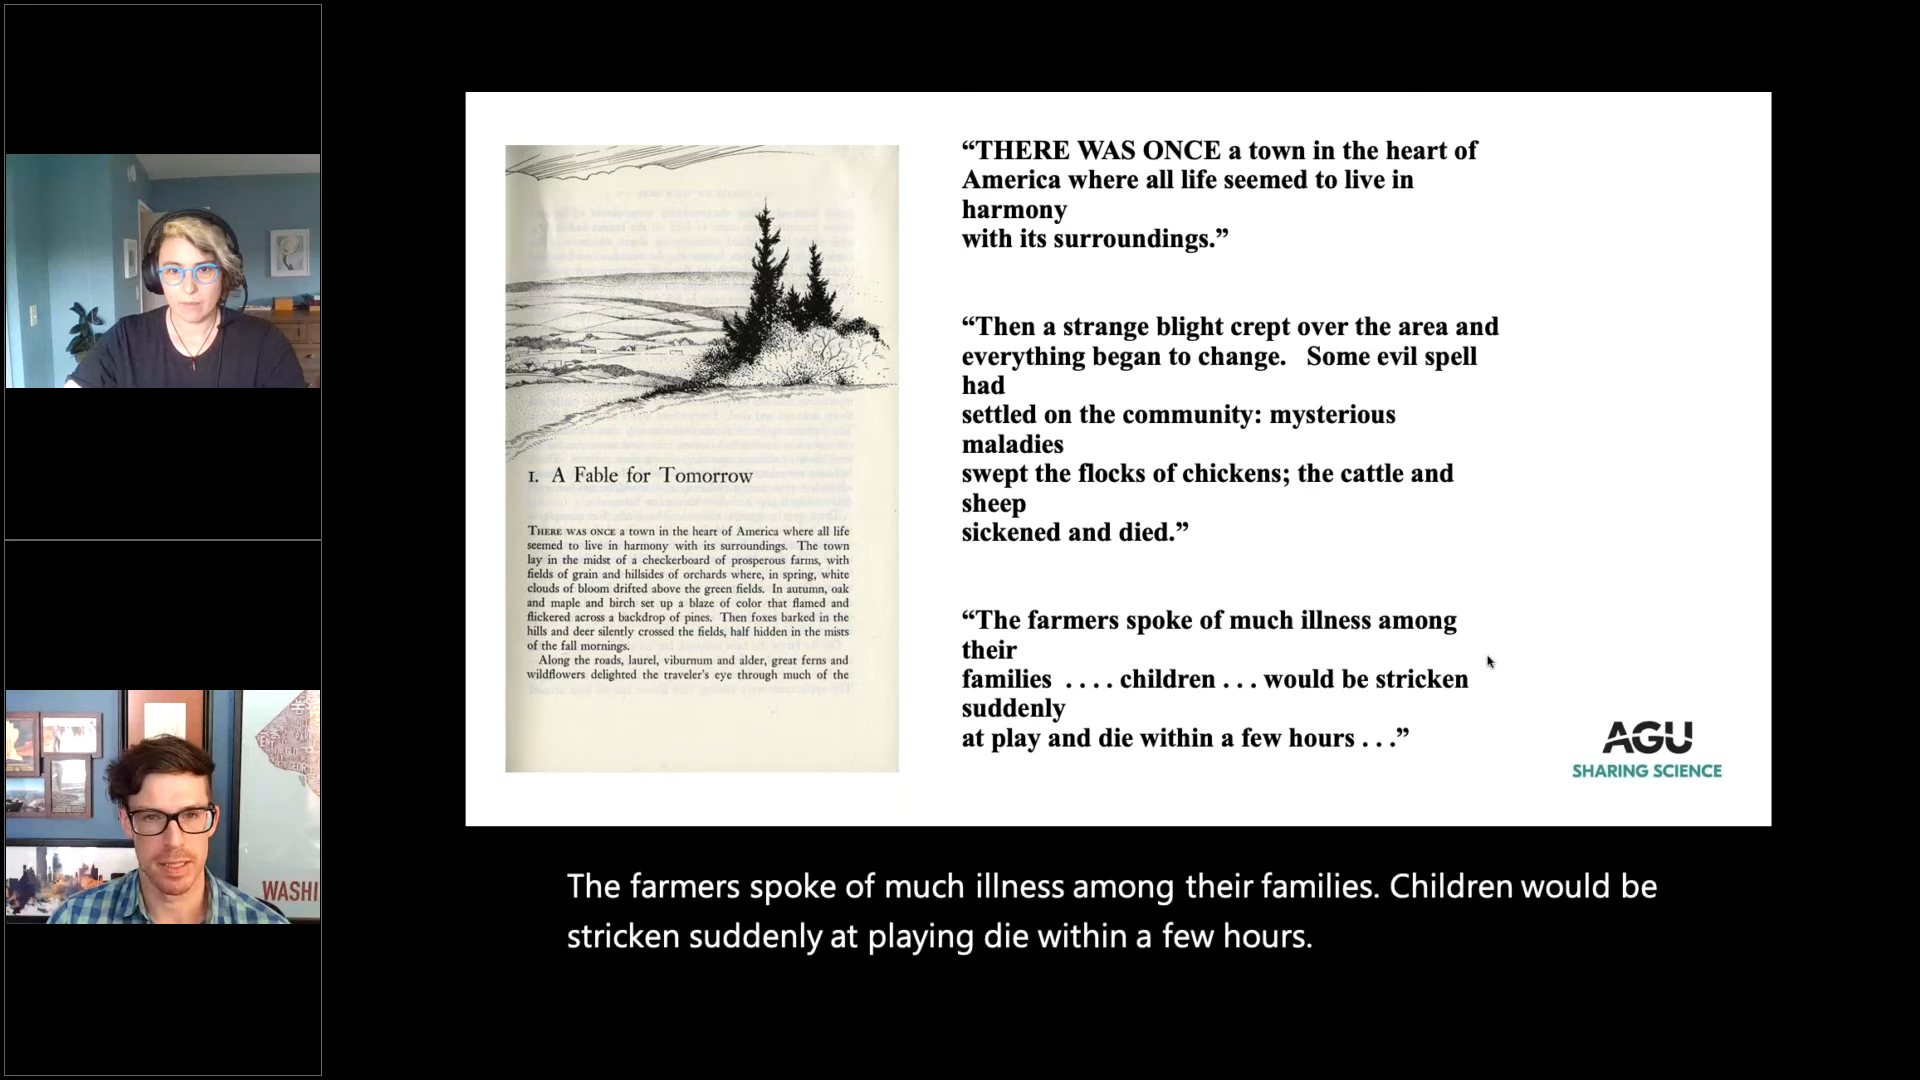 1. A Fable for Tomorrow
THERE WAS ONCE a town in the heart of America where all life
seemed to live in harmony with its surroundings. The town
lay in the midst of a checkerboard of prosperous farms, with
fields of grain and hillsides of orchards where, in spring, white
clouds of bloom drifted above the green fields. In autumn, oak
and maple and birch set up a blaze of color that flamed and
flickered across a backdrop of pines. Then foxes barked in the
hills and deer silently crossed the fields, half hidden in the mists
of the fall mornings.
Along the roads, laurel, viburnum and alder, great ferns and
wildflowers delighted the traveler's eye through much of the
“THERE WAS ONCE a town in the heart of
America where all life seemed to live in
harmony
with its surroundings.”
“Then a strange blight crept over the area and
everything began to change.   Some evil spell
had
settled on the community: mysterious
maladies
swept the flocks of chickens; the cattle and
sheep
sickened and died.”
“The farmers spoke of much illness among
their
families  . . . . children . . . would be stricken
suddenly
at play and die within a few hours . . .”
AGU
SHARING SCIENCE
WASHI
The farmers spoke of much illness among their families. Children would be
stricken suddenly at playing die within a few hours.